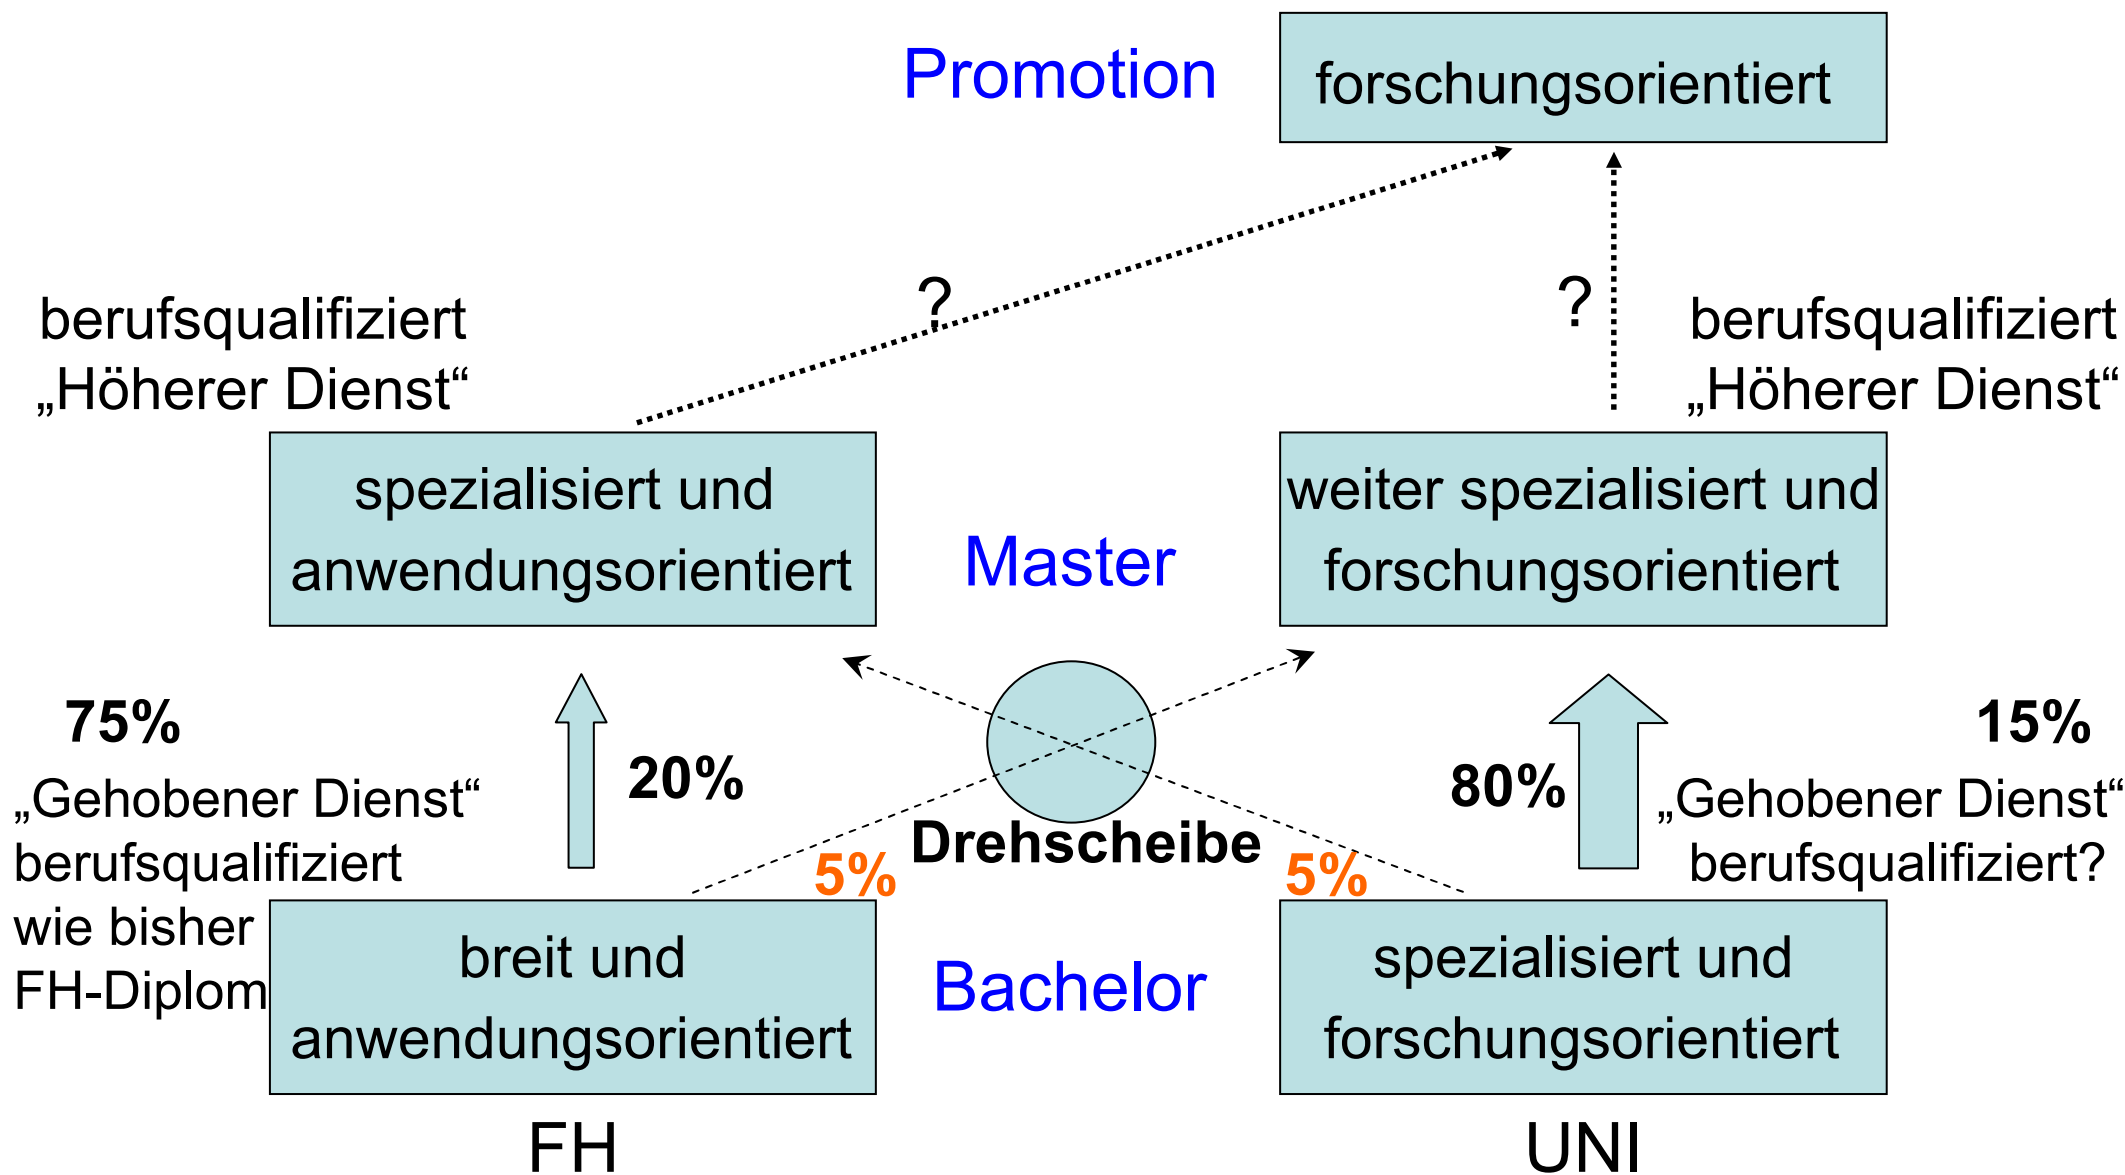 Promotion
forschungsorientiert
?
?
berufsqualifiziert
„Höherer Dienst“
berufsqualifiziert
„Höherer Dienst“
spezialisiert und
anwendungsorientiert
Master
weiter spezialisiert und
forschungsorientiert
75%
„Gehobener Dienst“
berufsqualifiziert
wie bisher
FH-Diplom
20%
5%
Drehscheibe
5%
80%
15%
„Gehobener Dienst“
berufsqualifiziert?
breit und
anwendungsorientiert
Bachelor
spezialisiert und
forschungsorientiert
FH
UNI